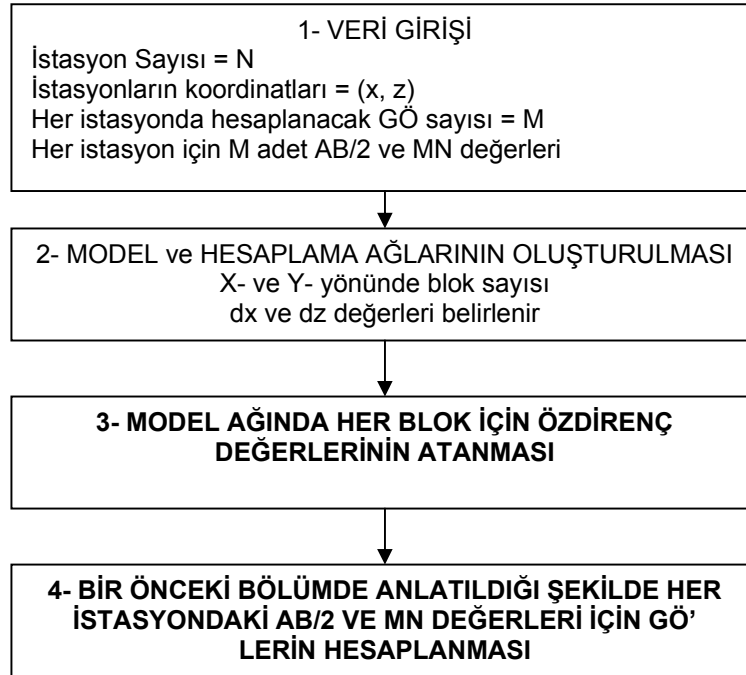 1- VERİ GİRİŞİ
İstasyon Sayısı = N
İstasyonların koordinatları = (x, z)
Her istasyonda hesaplanacak GÖ sayısı = M
Her istasyon için M adet AB/2 ve MN değerleri
2- MODEL ve HESAPLAMA AĞLARININ OLUŞTURULMASI
X- ve Y- yönünde blok sayısı
dx ve dz değerleri belirlenir
3- MODEL AĞINDA HER BLOK İÇİN ÖZDİRENÇ
DEĞERLERİNİN ATANMASI
4- BİR ÖNCEKİ BÖLÜMDE ANLATILDIĞI ŞEKİLDE HER
İSTASYONDAKİ AB/2 VE MN DEĞERLERİ İÇİN GÖ'
LERİN HESAPLANMASI